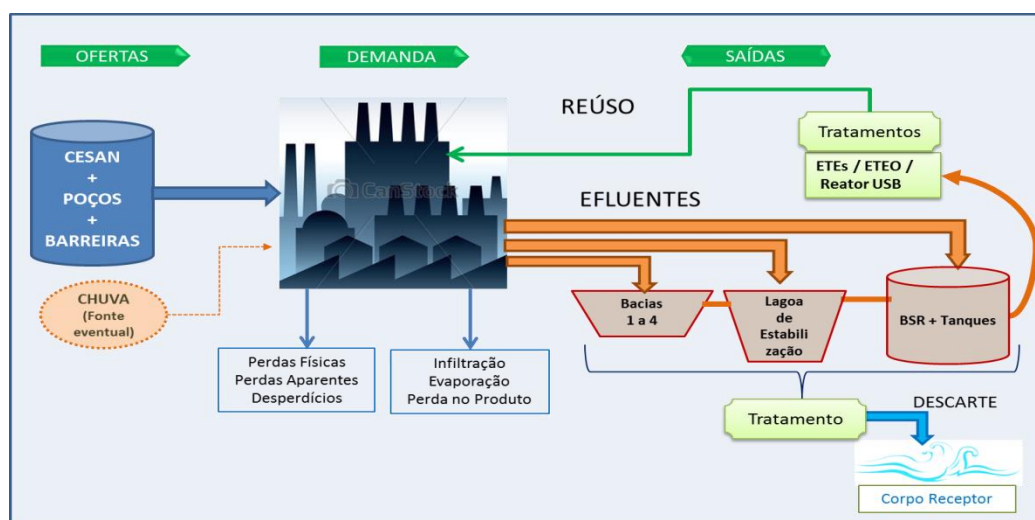 OFERTAS
DEMANDA
SAÍDAS
REÚSO
Tratamentos
ETEs / ETEO /
Reator USB
CESAN
+
POÇOS
+
BARREIRAS
CanStock
EFLUENTES
CHUVA
(Fonte
eventual)
Bacias
1 a 4
Lagoa
de
Estabili
zação
BSR + Tanques
Perdas Físicas
Perdas Aparentes
Desperdícios
Infiltração
Evaporação
Perda no Produto
Tratamento
DESCARTE
Corpo Receptor